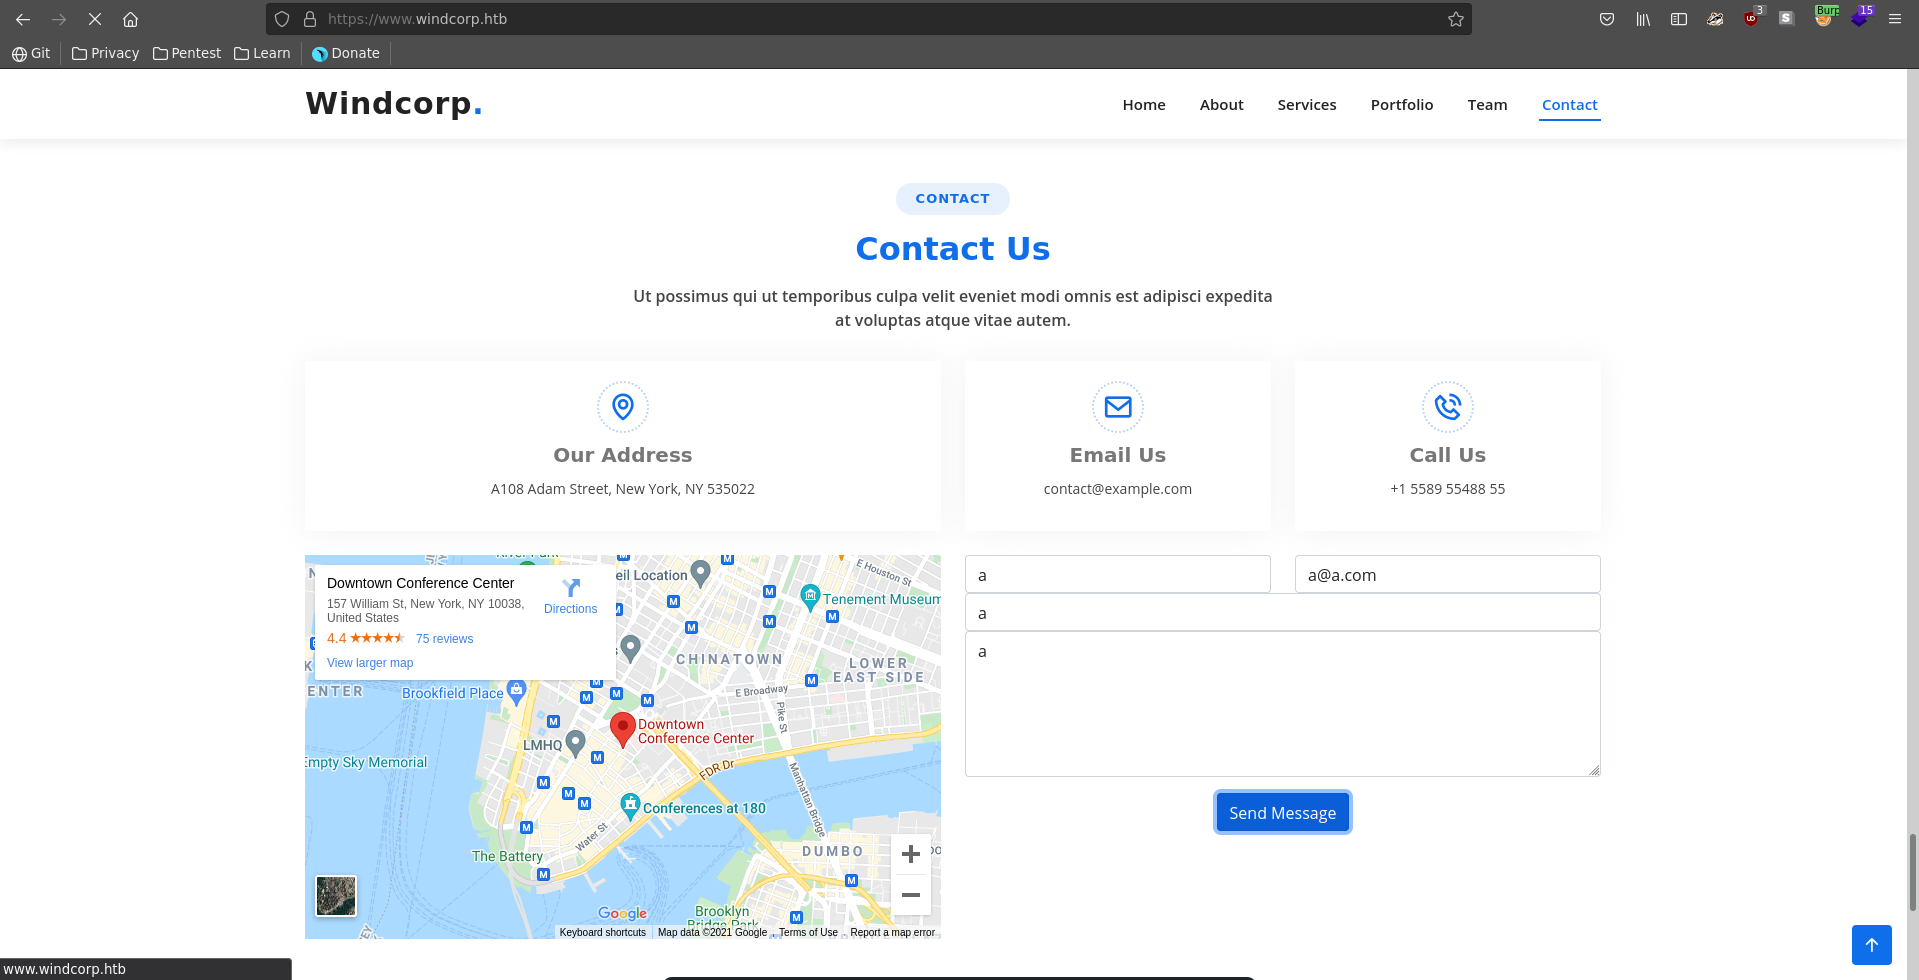 https://www.windcorp.htb
3
S
Burp
15
Git
Privacy
Pentest
Learn
Donate
Windcorp.
Home
About
Services
Portfolio
Team
Contact
CONTACT
Contact Us
Ut possimus qui ut temporibus culpa velit eveniet modi omnis est adipisci expedita
at voluptas atque vitae autem.
Our Address
A108 Adam Street, New York, NY 535022
Email Us
contact@example.com
Call Us
+1 5589 55488 55
Downtown Conference Center
157 William St, New York, NY 10038,
United States
4.4
75 reviews
View larger map
Directions
Location
E Houston St
Tenement Museum
CHINATOWN
LOWER
EAST SIDE
E Broadway
Pike St
Brookfield Place
Downtown
Conference Center
LMHQ
Empty Sky Memorial
FDR Dr
Manhattan Bridge
Conferences at 180
Water St
The Battery
DUMBO
Brooklyn
Bridge Park
Google
Keyboard shortcuts
Map data ©2021 Google
Terms of Use
Report a map error
a
a@a.com
a
a
Send Message
www.windcorp.htb